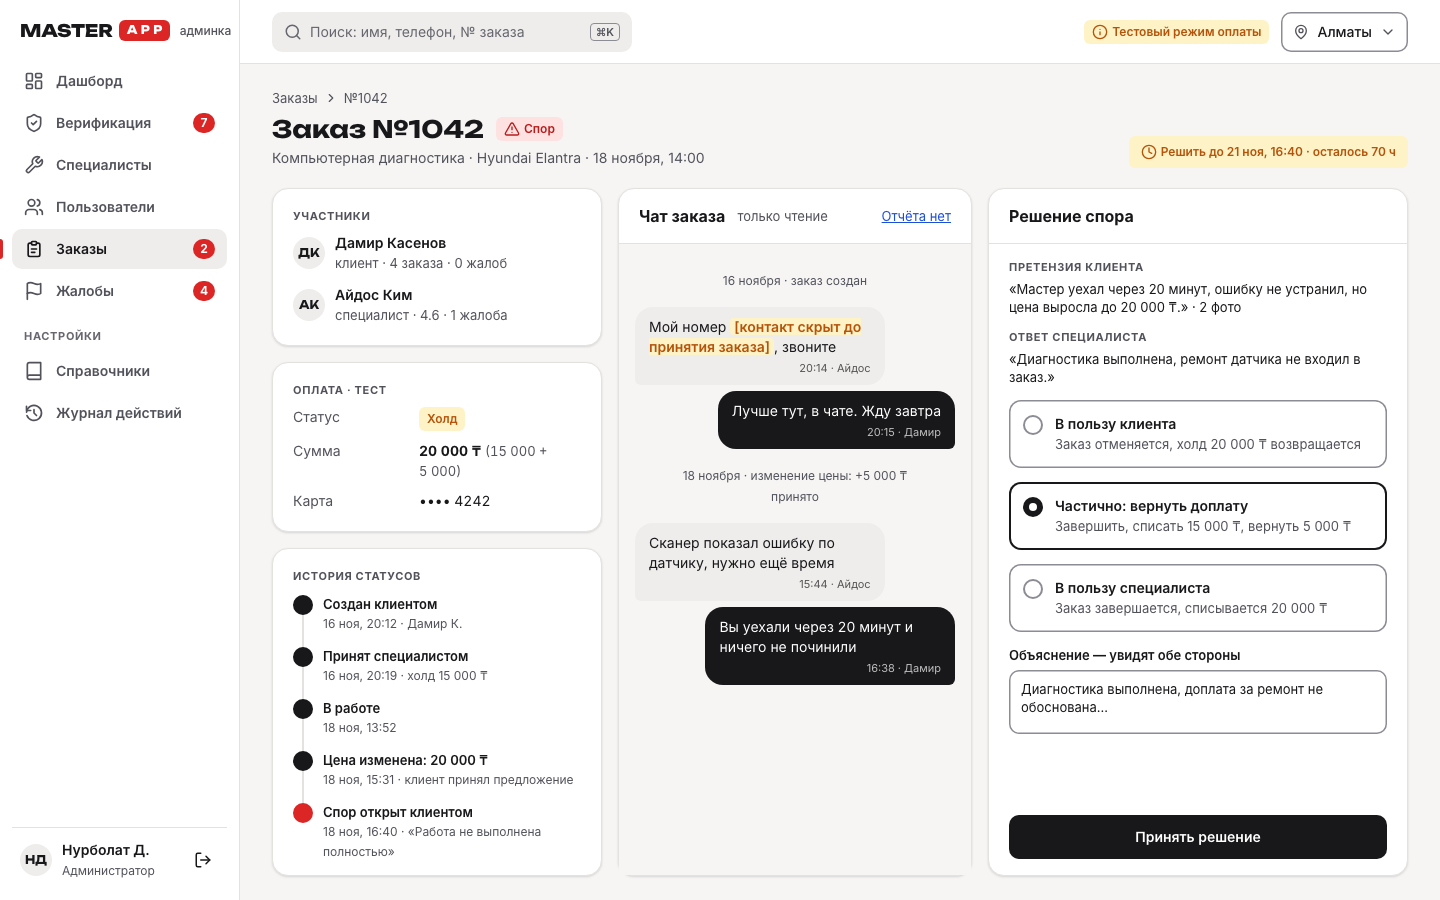 MASTER APP админка
Дашборд
Верификация 7
Специалисты
Пользователи
Заказы 2
Жалобы 4
НАСТРОЙКИ
Справочники
Журнал действий
НД
Нурболат Д.
Администратор
Поиск: имя, телефон, № заказа ⌘K
Тестовый режим оплаты
Алматы
Заказы > №1042
Заказ №1042 Спор
Компьютерная диагностика · Hyundai Elantra · 18 ноября, 14:00
Решить до 21 ноя, 16:40 · осталось 70 ч
УЧАСТНИКИ
ДК
Дамир Касенов
клиент · 4 заказа · 0 жалоб
АК
Айдос Ким
специалист · 4.6 · 1 жалоба
ОПЛАТА · ТЕСТ
Статус Холд
Сумма 20 000 ₸ (15 000 +
5 000)
Карта •••• 4242
ИСТОРИЯ СТАТУСОВ
Создан клиентом
16 ноя, 20:12 · Дамир К.
Принят специалистом
16 ноя, 20:19 · холд 15 000 ₸
В работе
18 ноя, 13:52
Цена изменена: 20 000 ₸
18 ноя, 15:31 · клиент принял предложение
Спор открыт клиентом
18 ноя, 16:40 · «Работа не выполнена
полностью»
Чат заказа только чтение Отчёта нет
16 ноября · заказ создан
Мой номер [контакт скрыт до
принятия заказа] , звоните
20:14 · Айдос
Лучше тут, в чате. Жду завтра
20:15 · Дамир
18 ноября · изменение цены: +5 000 ₸
принято
Сканер показал ошибку по
датчику, нужно ещё время
15:44 · Айдос
Вы уехали через 20 минут и
ничего не починили
16:38 · Дамир
Решение спора
ПРЕТЕНЗИЯ КЛИЕНТА
«Мастер уехал через 20 минут, ошибку не устранил, но
цена выросла до 20 000 ₸.» · 2 фото
ОТВЕТ СПЕЦИАЛИСТА
«Диагностика выполнена, ремонт датчика не входил в
заказ.»
В пользу клиента
Заказ отменяется, холд 20 000 ₸ возвращается
Частично: вернуть доплату
Завершить, списать 15 000 ₸, вернуть 5 000 ₸
В пользу специалиста
Заказ завершается, списывается 20 000 ₸
Объяснение — увидят обе стороны
Диагностика выполнена, доплата за ремонт не
обоснована...
Принять решение